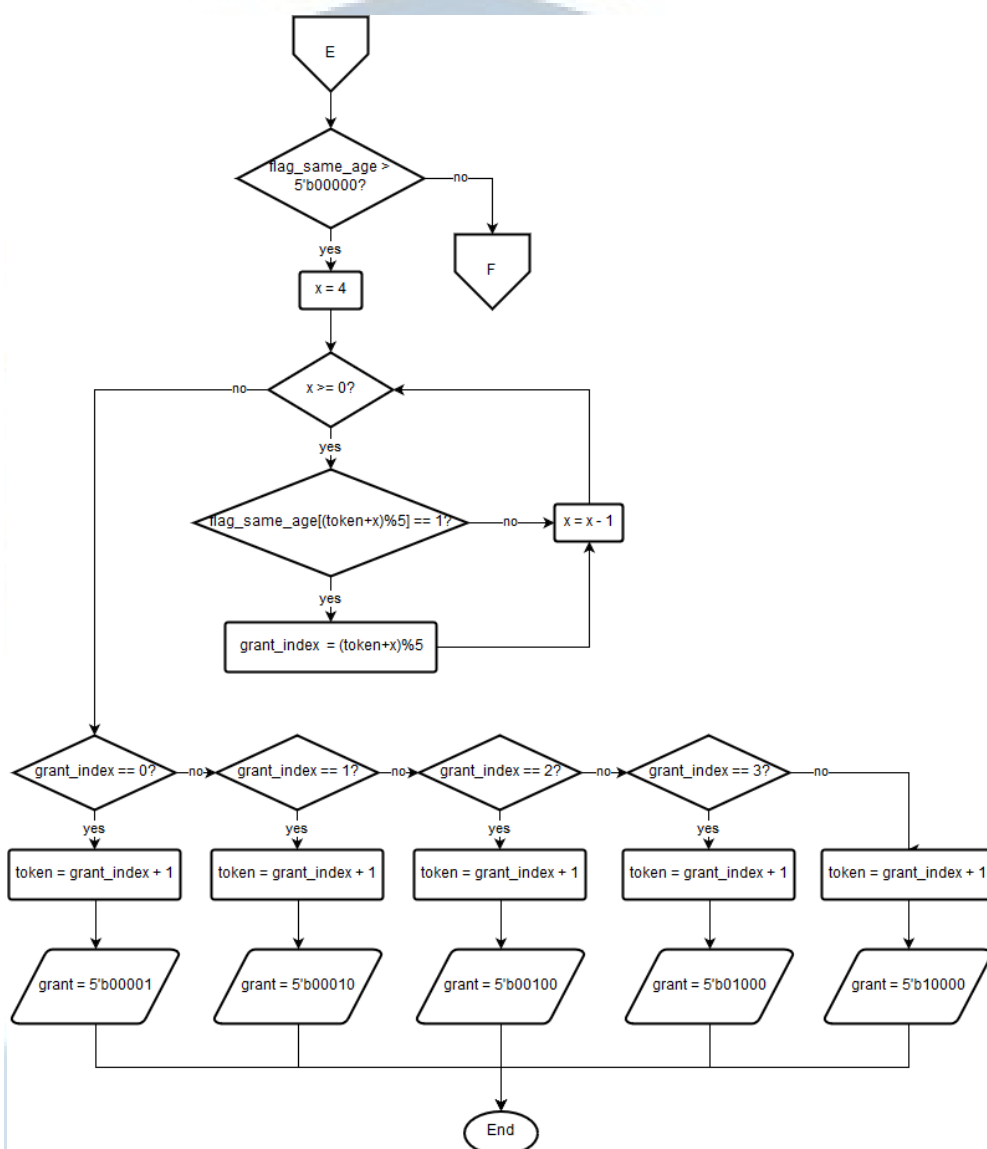 E
flag_same_age >
5'b00000?
no
F
yes
x = 4
x >= 0?
no
yes
flag_same_age[(token+x)%5] == 1?
no
x = x - 1
yes
grant_index = (token+x)%5
grant_index == 0?
no
grant_index == 1?
no
grant_index == 2?
no
grant_index == 3?
no
yes
yes
yes
yes
token = grant_index + 1
token = grant_index + 1
token = grant_index + 1
token = grant_index + 1
token = grant_index + 1
grant = 5'b00001
grant = 5'b00010
grant = 5'b00100
grant = 5'b01000
grant = 5'b10000
End